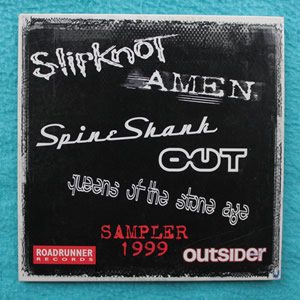 SlipKnoT
AMEN
SpineShank
OUT
queens of the stone age
SAMPLER
1999
ROADRUNNER
RECORDS
outsider